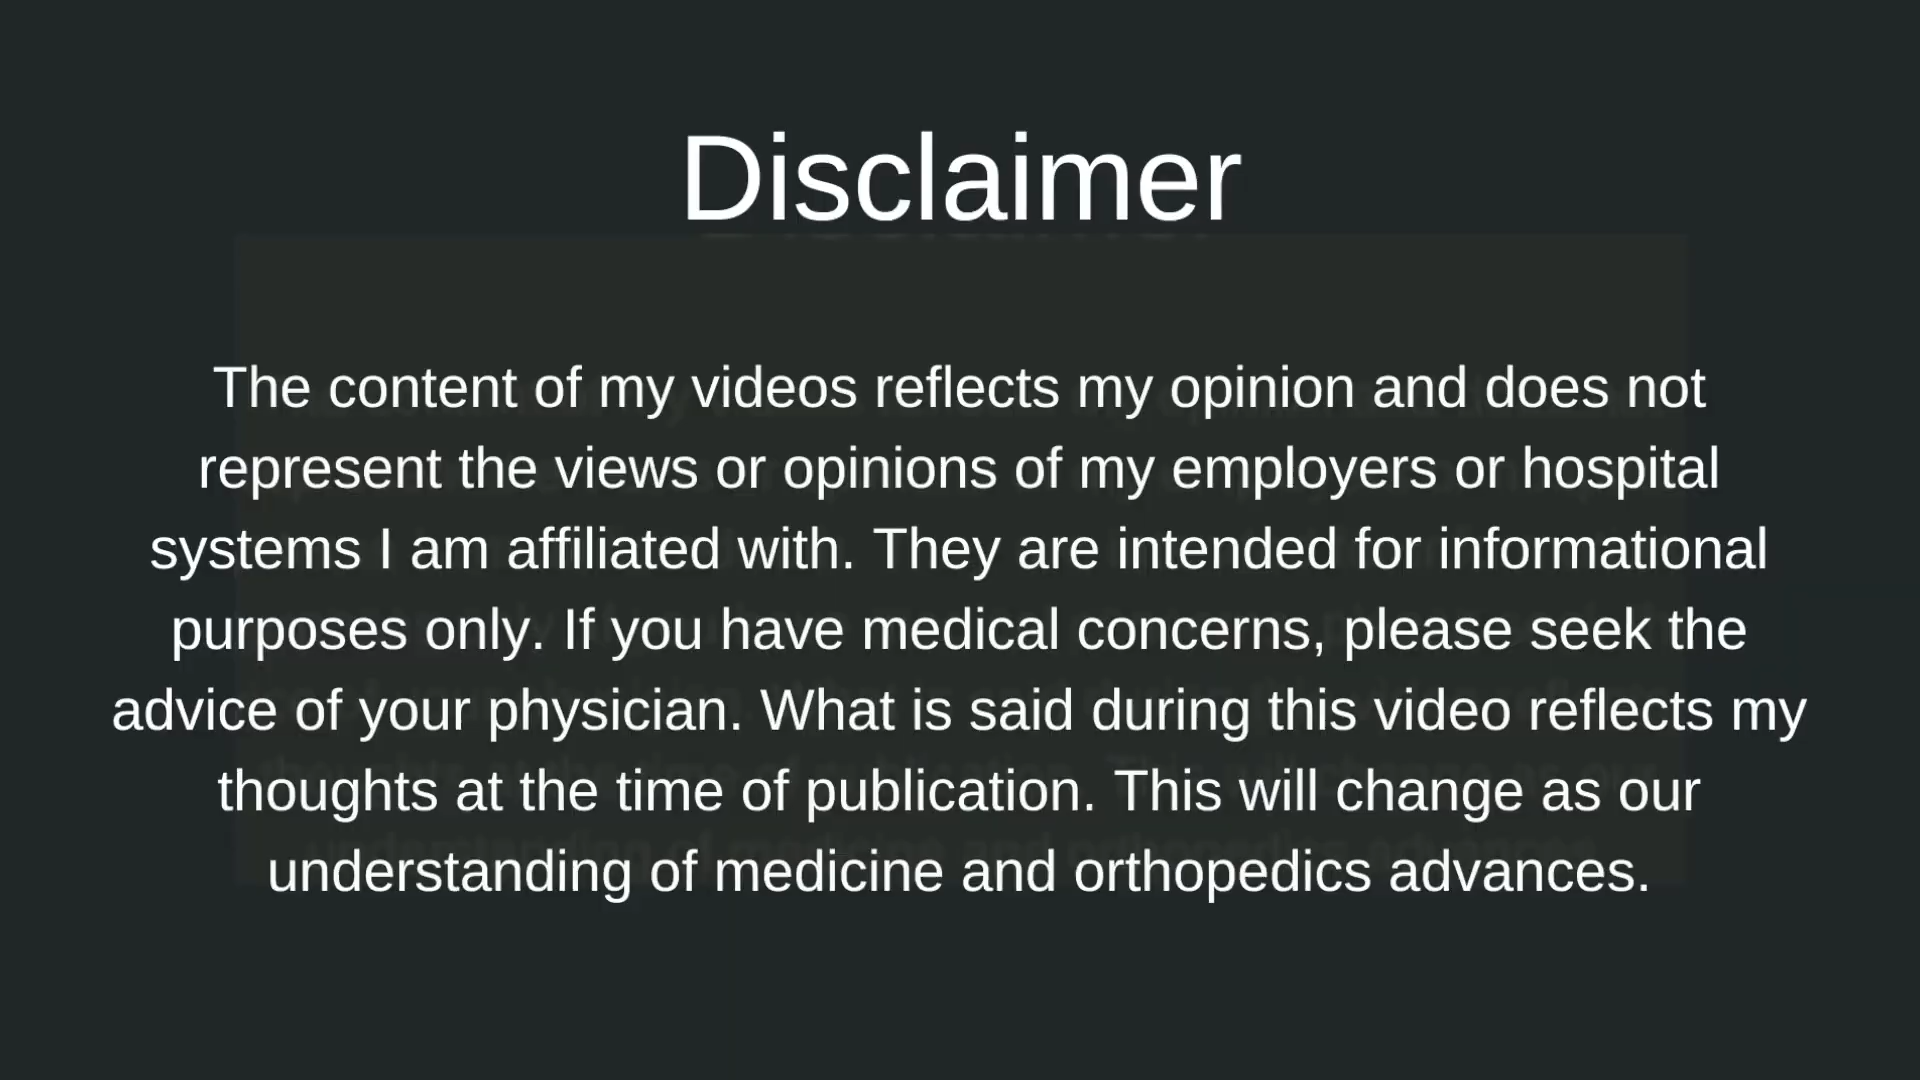 Disclaimer
The content of my videos reflects my opinion and does not
represent the views or opinions of my employers or hospital
systems I am affiliated with. They are intended for informational
purposes only. If you have medical concerns, please seek the
advice of your physician. What is said during this video reflects my
thoughts at the time of publication. This will change as our
understanding of medicine and orthopedics advances.